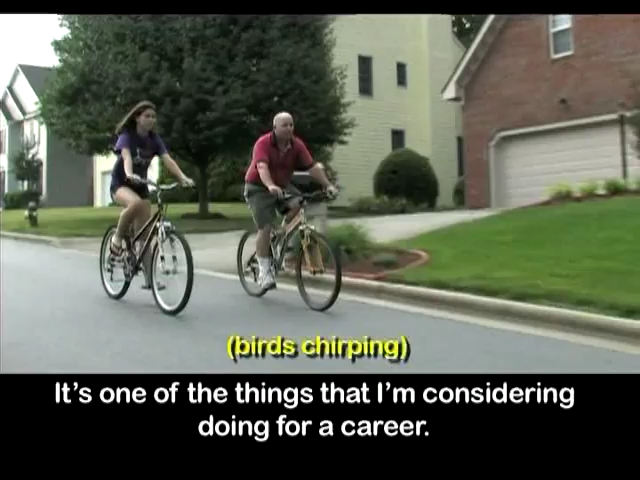 (birds chirping)
It's one of the things that I'm considering
doing for a career.